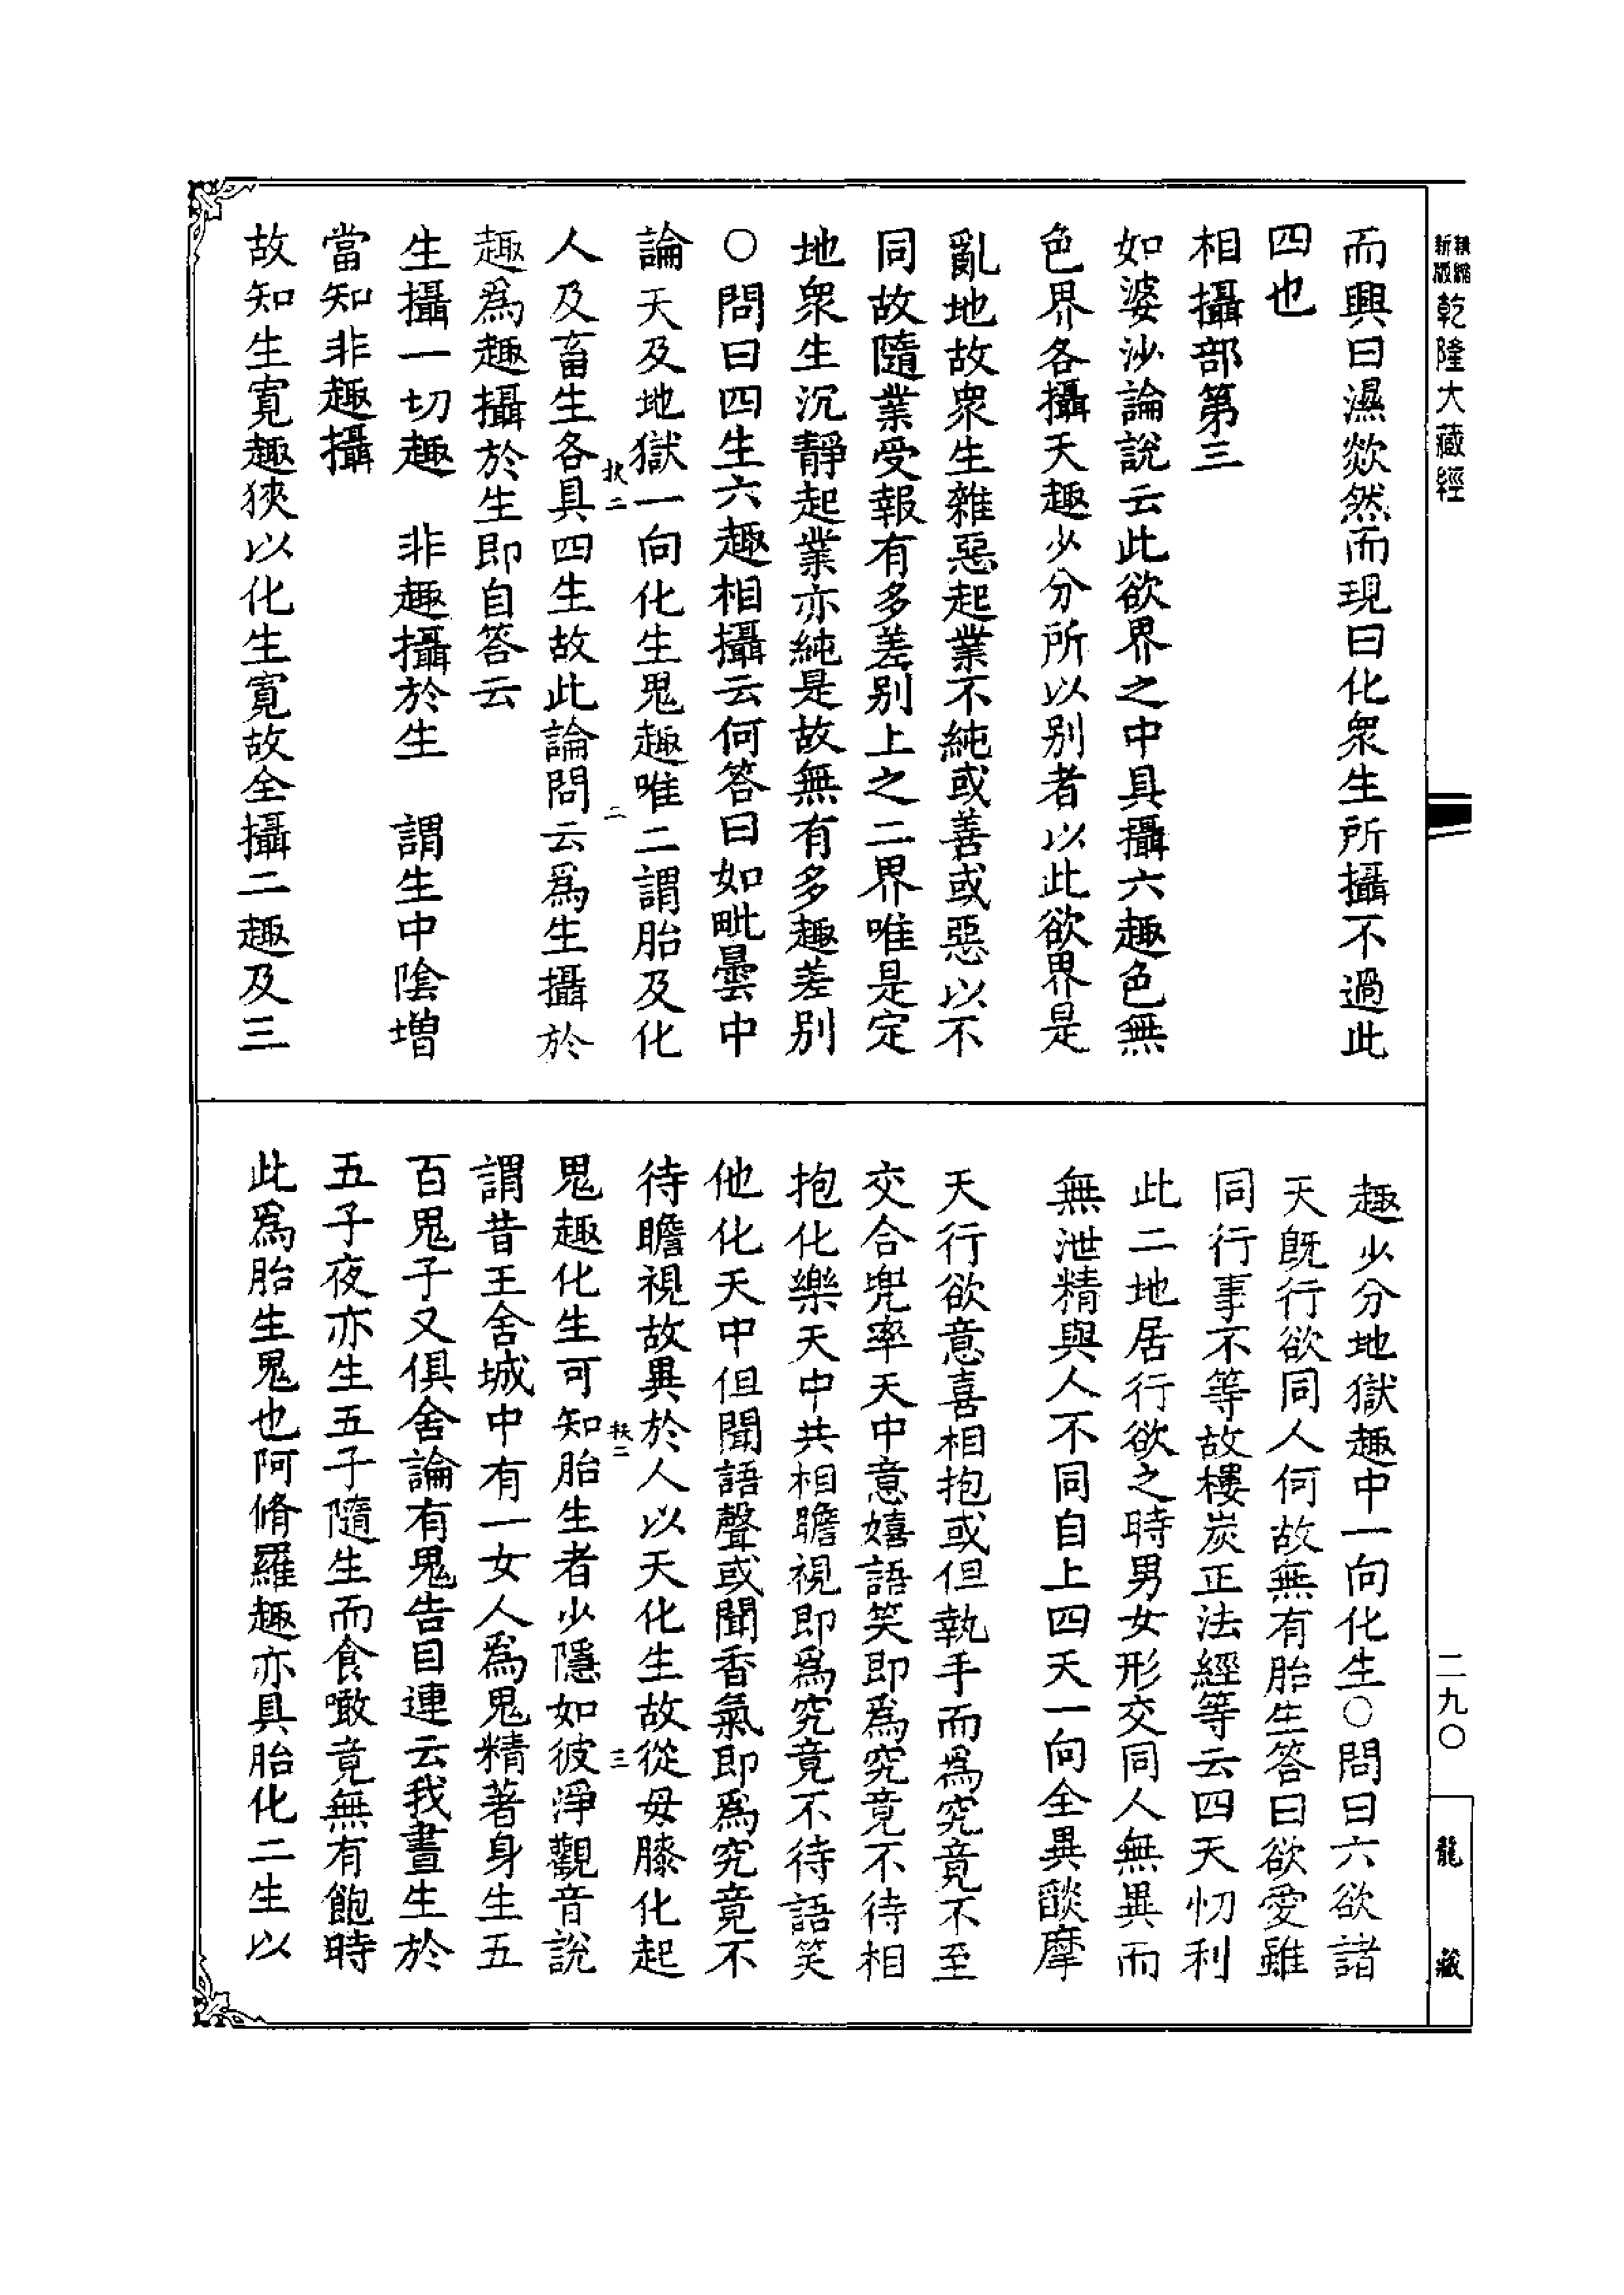 新版
乾隆大藏經
而興曰濕欻然而現曰化衆生所攝不過此
四也
相攝部第三
如婆沙論說云此欲界之中具攝六趣色無
色界各攝天趣少分所以別者以此欲界是
亂地故衆生雜惡起業不純或善或惡以不
同故隨業受報有多差別上之二界唯是定
地衆生沉靜起業亦純是故無有多趣差別
○問曰四生六趣相攝云何答曰如毗曇中
論天及地獄一向化生鬼趣唯二謂胎及化
二
二
人及畜生各具四生故此論問云爲生攝於
趣爲趣攝於生即自答云
生攝一切趣　非趣攝於生　謂生中陰增
當知非趣攝
故知生寬趣狹以化生寬故全攝二趣及三
趣少分地獄趣中一向化生○問曰六欲諸
天既行欲同人何故無有胎生答曰欲愛雖
同行事不等故樓炭正法經等云四天忉利
此二地居行欲之時男女形交同人無異而
無泄精與人不同自上四天一向全異燄摩
天行欲意喜相抱或但執手而爲究竟不至
交合兜率天中意嬉語笑即爲究竟不待相
抱化樂天中共相瞻視即爲究竟不待語笑
他化天中但聞語聲或聞香氣即爲究竟不
待瞻視故異於人以天化生故從母膝化起
二
三
鬼趣化生可知胎生者少隱如彼淨觀音說
謂昔王舍城中有一女人爲鬼精著身生五
百鬼子又俱舍論有鬼告目連云我晝生於
五子夜亦生五子隨生而食噉竟無有飽時
此爲胎生鬼也阿脩羅趣亦具胎化二生以
二九〇
龍藏